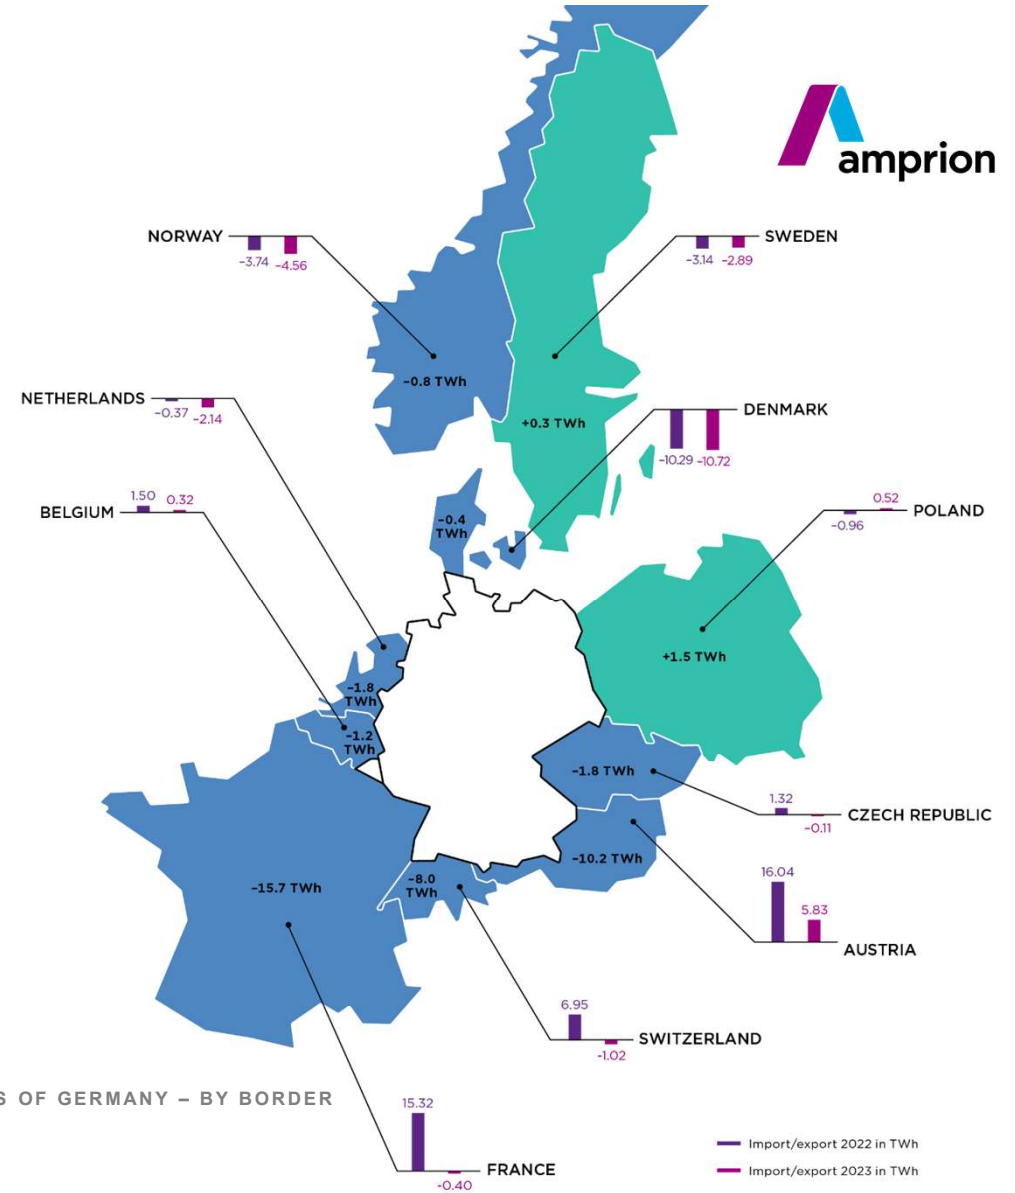 amprion
NORWAY
−3.74 −4.56
SWEDEN
−3.14 −2.89
−0.8 TWh
NETHERLANDS
−0.37
−2.14
+0.3 TWh
DENMARK
−10.29 −10.72
BELGIUM
1.50 0.32
−0.4
TWh
0.52
−0.96
POLAND
+1.5 TWh
−1.8
TWh
−1.2
TWh
−1.8 TWh
1.32
−0.11
CZECH REPUBLIC
−10.2 TWh
−15.7 TWh
−8.0
TWh
16.04
5.83
AUSTRIA
6.95
-1.02
SWITZERLAND
S OF GERMANY – BY BORDER
15.32
-0.40
FRANCE
Import/export 2022 in TWh
Import/export 2023 in TWh